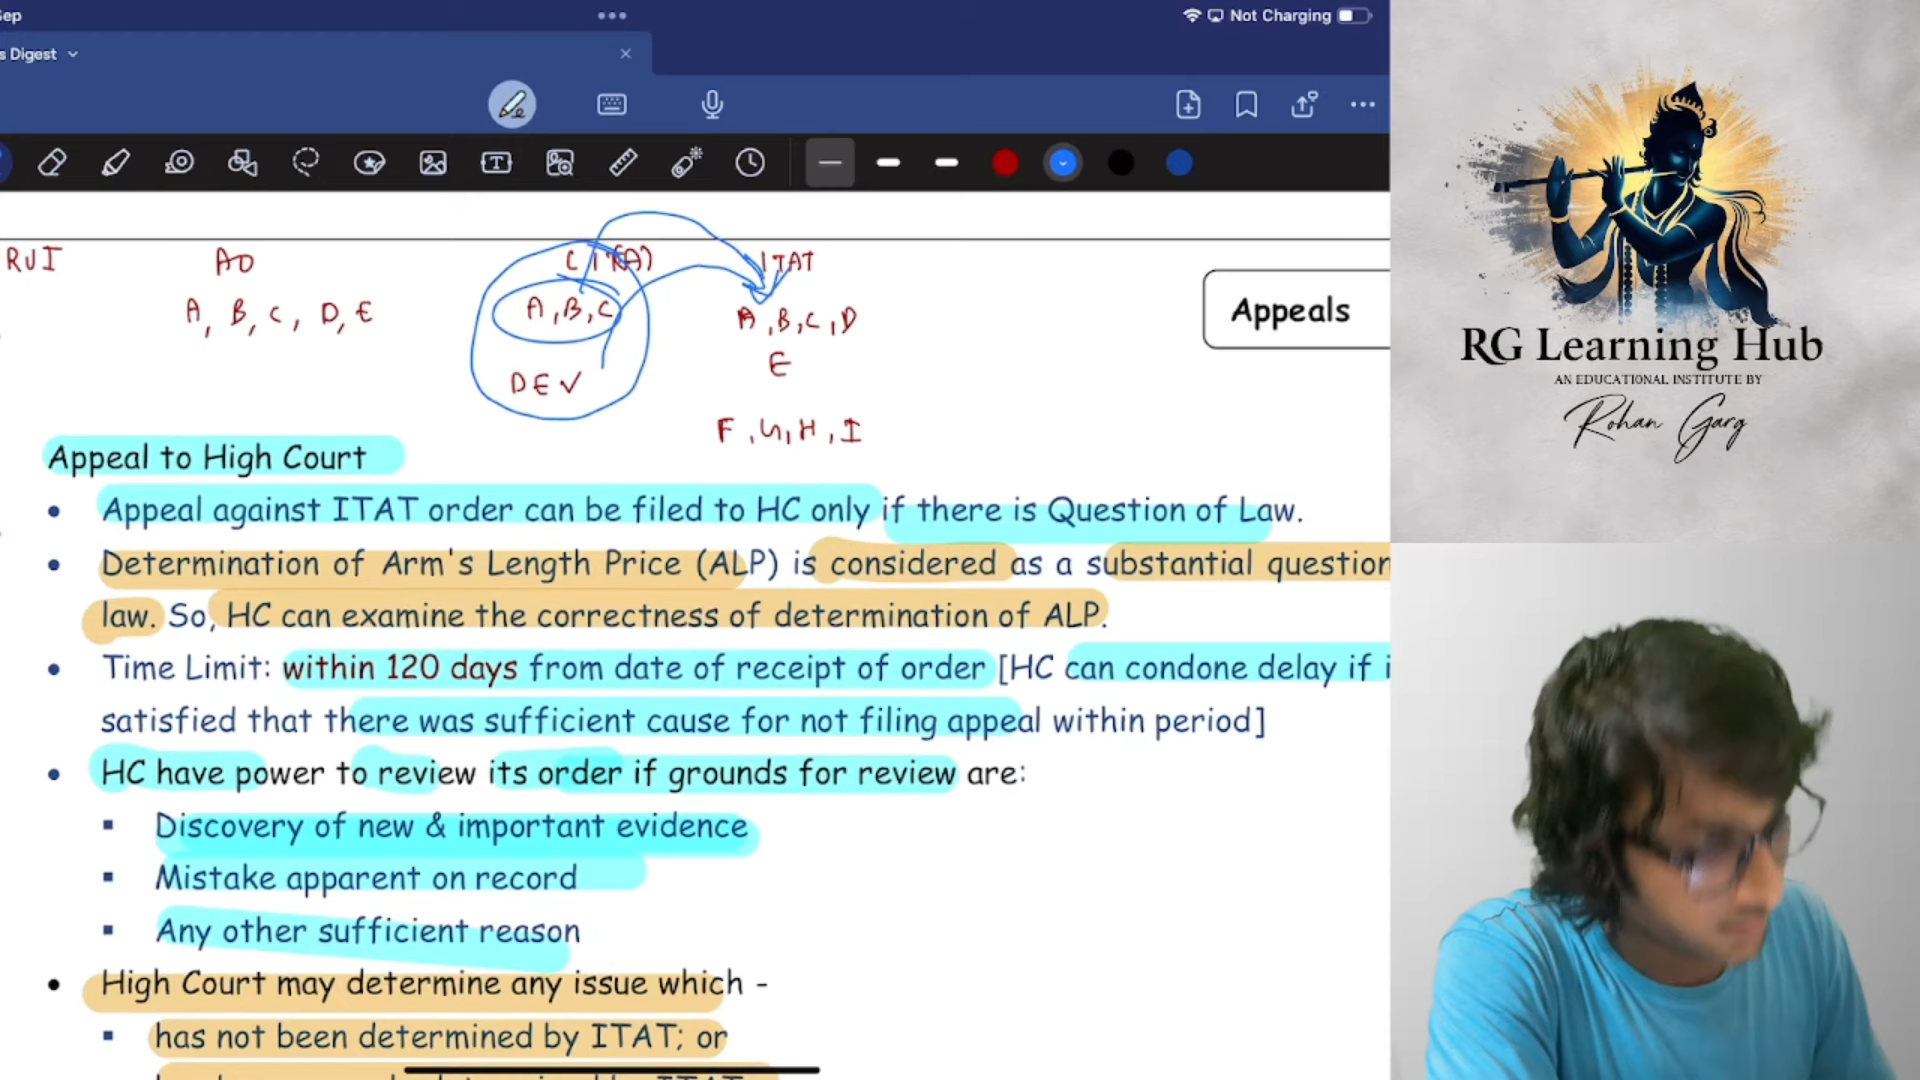 Sep
Not Charging
s Digest
RUI
AO
C IT(A)
ITAT
A, B, C, D, E
A, B, C
A, B, C, D
E
D E ✓
F, G, H, I
Appeals
Appeal to High Court
• Appeal against ITAT order can be filed to HC only if there is Question of Law.
• Determination of Arm's Length Price (ALP) is considered as a substantial question
law. So, HC can examine the correctness of determination of ALP.
• Time Limit: within 120 days from date of receipt of order [HC can condone delay if i
satisfied that there was sufficient cause for not filing appeal within period]
• HC have power to review its order if grounds for review are:
▪ Discovery of new & important evidence
▪ Mistake apparent on record
▪ Any other sufficient reason
• High Court may determine any issue which -
▪ has not been determined by ITAT; or
RG Learning Hub
AN EDUCATIONAL INSTITUTE BY
Rohan Garg